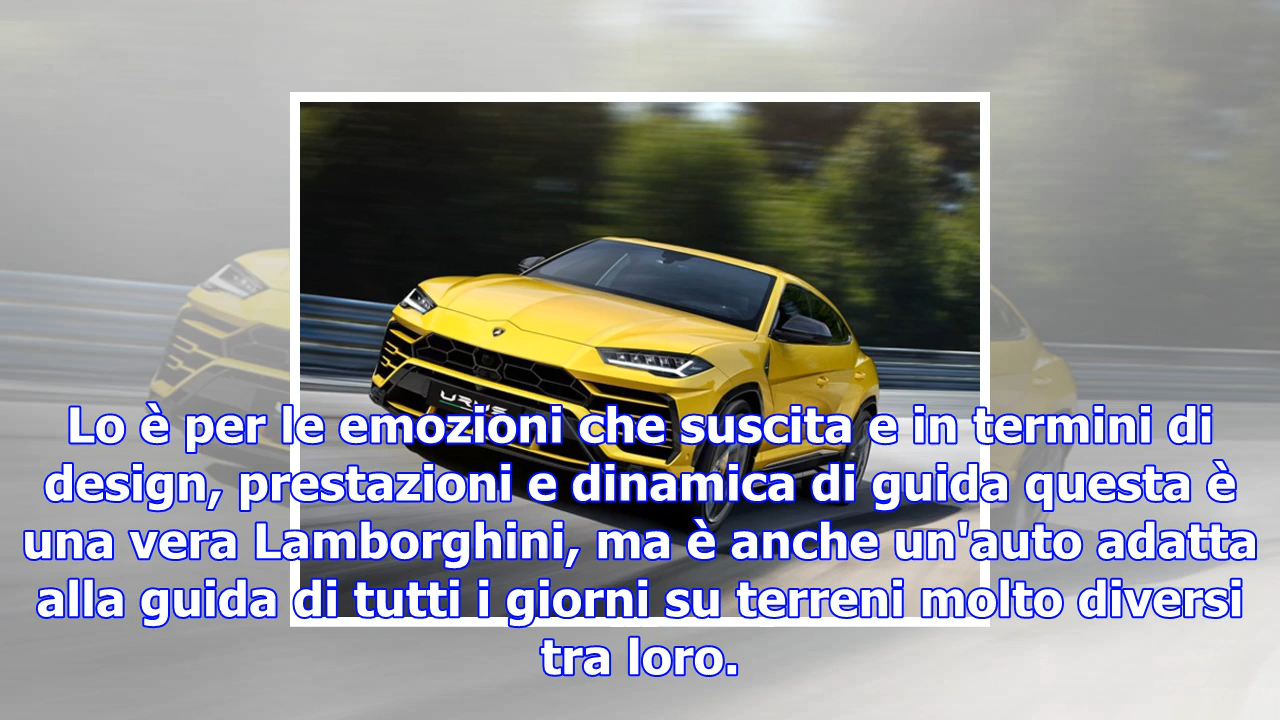 URUS
Lo è per le emozioni che suscita e in termini di
design, prestazioni e dinamica di guida questa è
una vera Lamborghini, ma è anche un'auto adatta
alla guida di tutti i giorni su terreni molto diversi
tra loro.